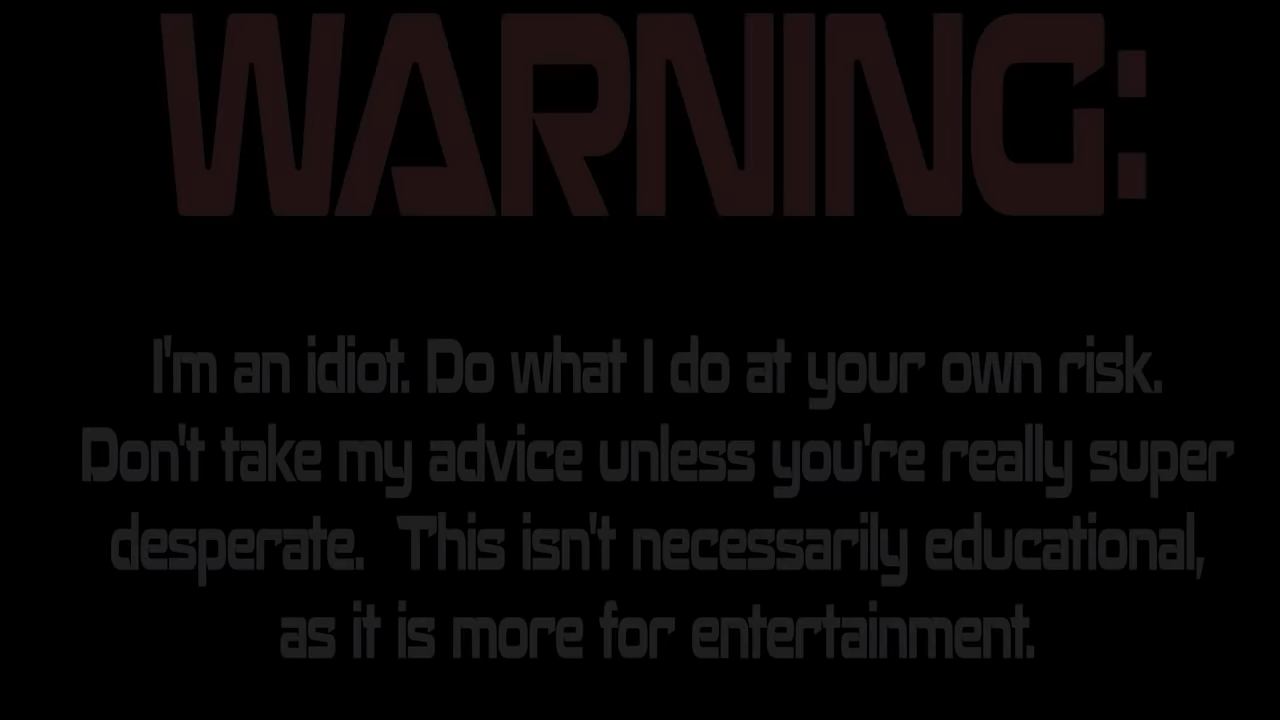 WARNING:
I'm an idiot. Do what I do at your own risk.
Don't take my advice unless you're really super
desperate.  This isn't necessarily educational,
as it is more for entertainment.